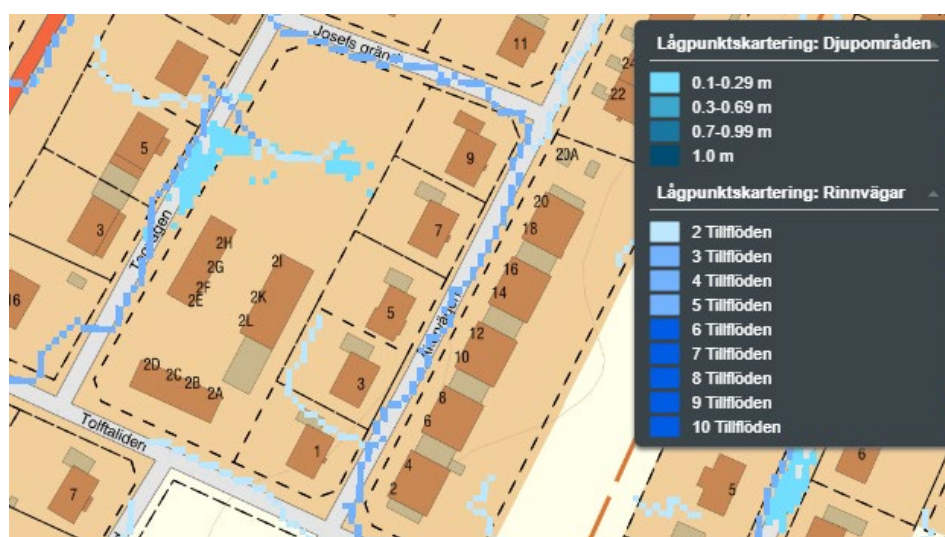 Josefs gränd
11
24
22
Lågpunktskartering: Djupområden
0.1-0.29 m
0.3-0.69 m
0.7-0.99 m
1.0 m
Lågpunktskartering: Rinnvägar
2 Tillflöden
3 Tillflöden
4 Tillflöden
5 Tillflöden
6 Tillflöden
7 Tillflöden
8 Tillflöden
9 Tillflöden
10 Tillflöden
5
9
20A
20
18
3
7
2H
2G
2F
2E
2I
2K
2L
16
14
16
5
12
10
2D
2C
2B
2A
3
8
6
Tolftaliden
1
4
2
7
5
6